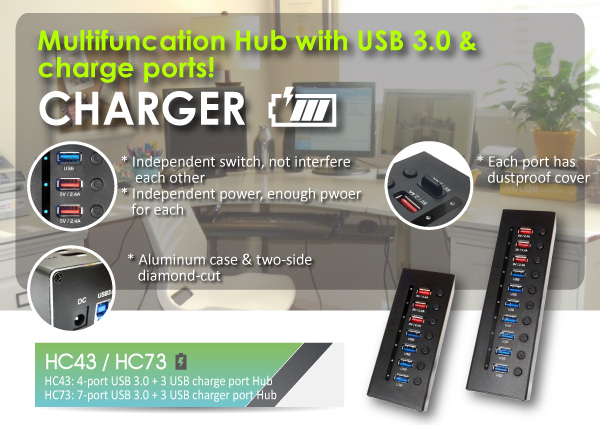 Multifuncation Hub with USB 3.0 &
charge ports!
CHARGER
* Independent switch, not interfere
each other
* Independent power, enough pwoer
for each
* Each port has
dustproof cover
* Aluminum case & two-side
diamond-cut
USB
5V / 2.4A
5V / 2.4A
DC
HC43 / HC73
HC43: 4-port USB 3.0 + 3 USB charge port Hub
HC73: 7-port USB 3.0 + 3 USB charger port Hub